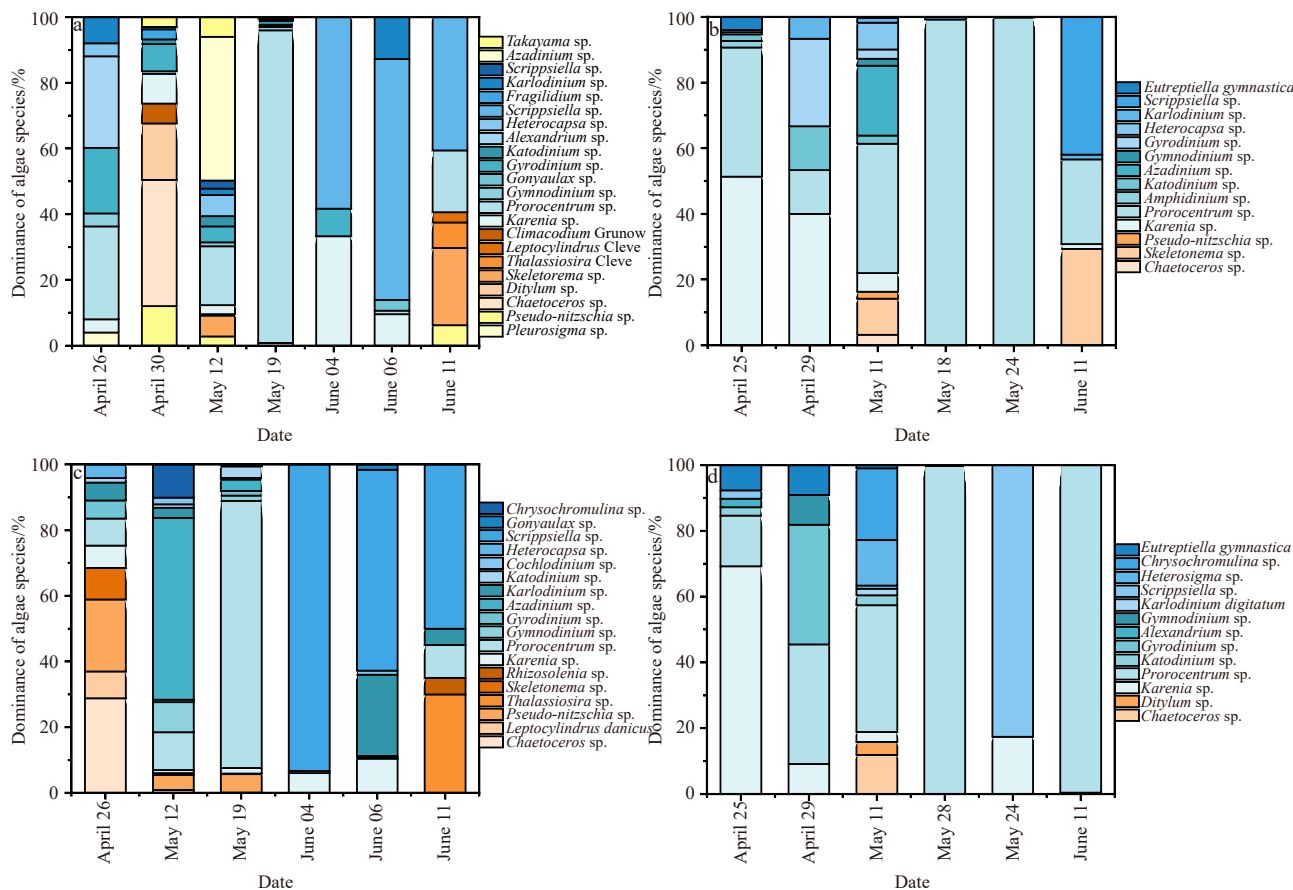 a
Dominance of algae species/%
100
80
60
40
20
0
April 26
April 30
May 12
May 19
June 04
June 06
June 11
Date
Takayama sp.
Azadinium sp.
Scrippsiella sp.
Karlodinium sp.
Fragilidium sp.
Scrippsiella sp.
Heterocapsa sp.
Alexandrium sp.
Katodinium sp.
Gyrodinium sp.
Gonyaulax sp.
Gymnodinium sp.
Prorocentrum sp.
Karenia sp.
Climacodium Grunow
Leptocylindrus Cleve
Thalassiosira Cleve
Skeletorema sp.
Ditylum sp.
Chaetoceros sp.
Pseudo-nitzschia sp.
Pleurosigma sp.
b
Dominance of algae species/%
100
80
60
40
20
0
April 25
April 29
May 11
May 18
May 24
June 11
Date
Eutreptiella gymnastica
Scrippsiella sp.
Karlodinium sp.
Heterocapsa sp.
Gyrodinium sp.
Gymnodinium sp.
Azadinium sp.
Katodinium sp.
Amphidinium sp.
Prorocentrum sp.
Karenia sp.
Pseudo-nitzschia sp.
Skeletonema sp.
Chaetoceros sp.
c
Dominance of algae species/%
100
80
60
40
20
0
April 26
May 12
May 19
June 04
June 06
June 11
Date
Chrysochromulina sp.
Gonyaulax sp.
Scrippsiella sp.
Heterocapsa sp.
Cochlodinium sp.
Katodinium sp.
Karlodinium sp.
Azadinium sp.
Gyrodinium sp.
Gymnodinium sp.
Prorocentrum sp.
Karenia sp.
Rhizosolenia sp.
Skeletonema sp.
Thalassiosira sp.
Pseudo-nitzschia sp.
Leptocylindrus danicus
Chaetoceros sp.
d
Dominance of algae species/%
100
80
60
40
20
0
April 25
April 29
May 11
May 28
May 24
June 11
Date
Eutreptiella gymnastica
Chrysochromulina sp.
Heterosigma sp.
Scrippsiella sp.
Karlodinium digitatum
Gymnodinium sp.
Alexandrium sp.
Gyrodinium sp.
Katodinium sp.
Prorocentrum sp.
Karenia sp.
Ditylum sp.
Chaetoceros sp.